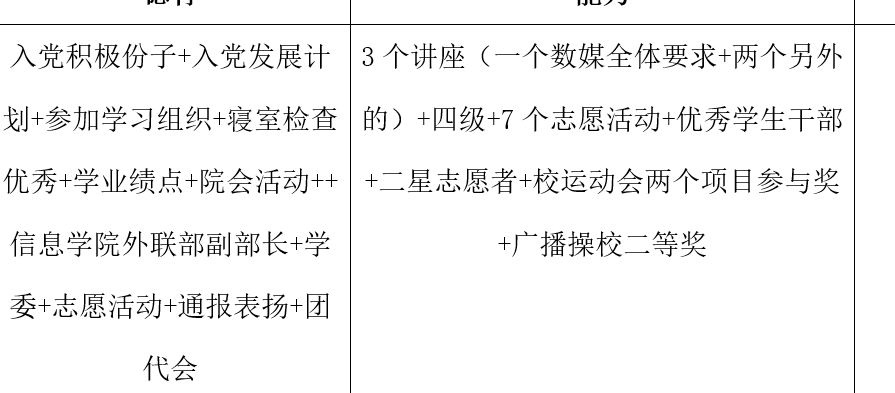 入党积极份子+入党发展计
划+参加学习组织+寝室检查
优秀+学业绩点+院会活动++
信息学院外联部副部长+学
委+志愿活动+通报表扬+团
代会
3 个讲座（一个数媒全体要求+两个另外
的）+四级+7 个志愿活动+优秀学生干部
+二星志愿者+校运动会两个项目参与奖
+广播操校二等奖